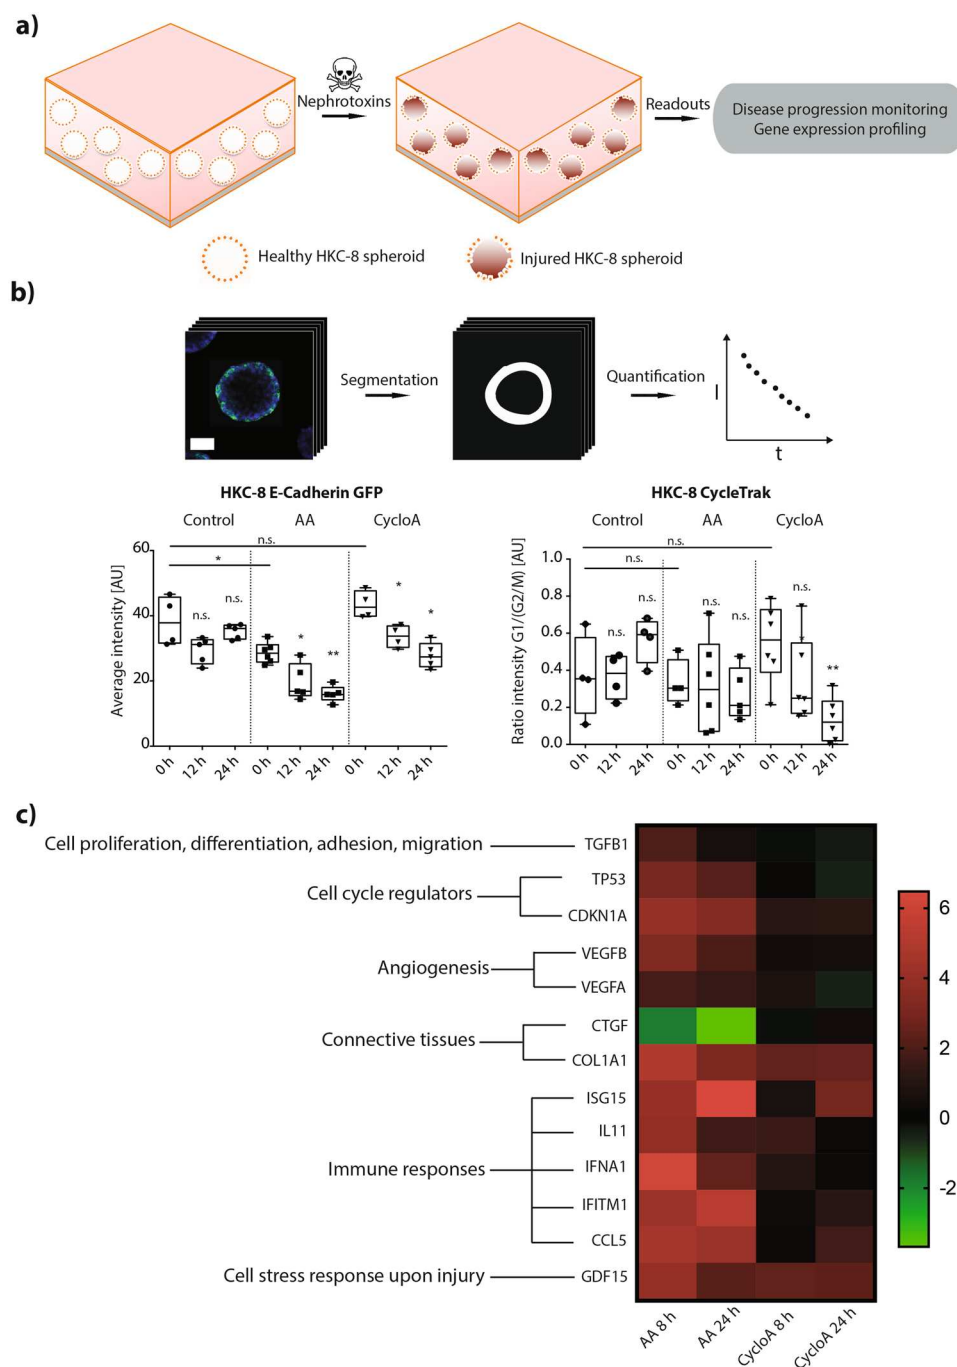 a)
Nephrotoxins
Readouts
Disease progression monitoring
Gene expression profiling
Healthy HKC-8 spheroid
Injured HKC-8 spheroid
b)
Segmentation
Quantification
I
t
HKC-8 E-Cadherin GFP
Control AA CycloA
n.s.
*
n.s.
n.s.
*
**
*
*
Average intensity [AU]
60
40
20
0
0 h 12 h 24 h 0 h 12 h 24 h 0 h 12 h 24 h
HKC-8 CycleTrak
Control AA CycloA
n.s.
n.s.
n.s.
n.s.
n.s.
n.s.
n.s.
**
Ratio intensity G1/(G2/M) [AU]
1.0
0.8
0.6
0.4
0.2
0.0
0 h 12 h 24 h 0 h 12 h 24 h 0 h 12 h 24 h
c)
Cell proliferation, differentiation, adhesion, migration
TGFB1
Cell cycle regulators
TP53
CDKN1A
Angiogenesis
VEGFB
VEGFA
Connective tissues
CTGF
COL1A1
Immune responses
ISG15
IL11
IFNA1
IFITM1
CCL5
Cell stress response upon injury
GDF15
AA 8 h
AA 24 h
CycloA 8 h
CycloA 24 h
6
4
2
0
-2